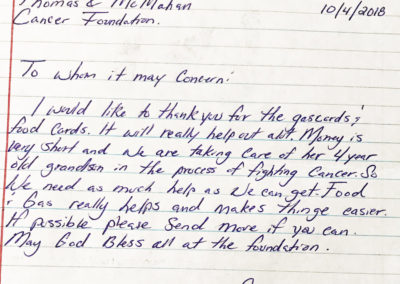 Thomas E McMahan 10/4/2018
Cancer Foundation.
To whom it may concern:
I would like to thank you for the gascards, &
food cards. It will really help out alit. Money is
very short and we are taking care of her 4 year
old grandson in the process of fighting Cancer. So
We need as much help as we can get. Food
& Gas really helps and makes thinge easier.
If possible please Send more if you can.
May God Bless all at the foundation.